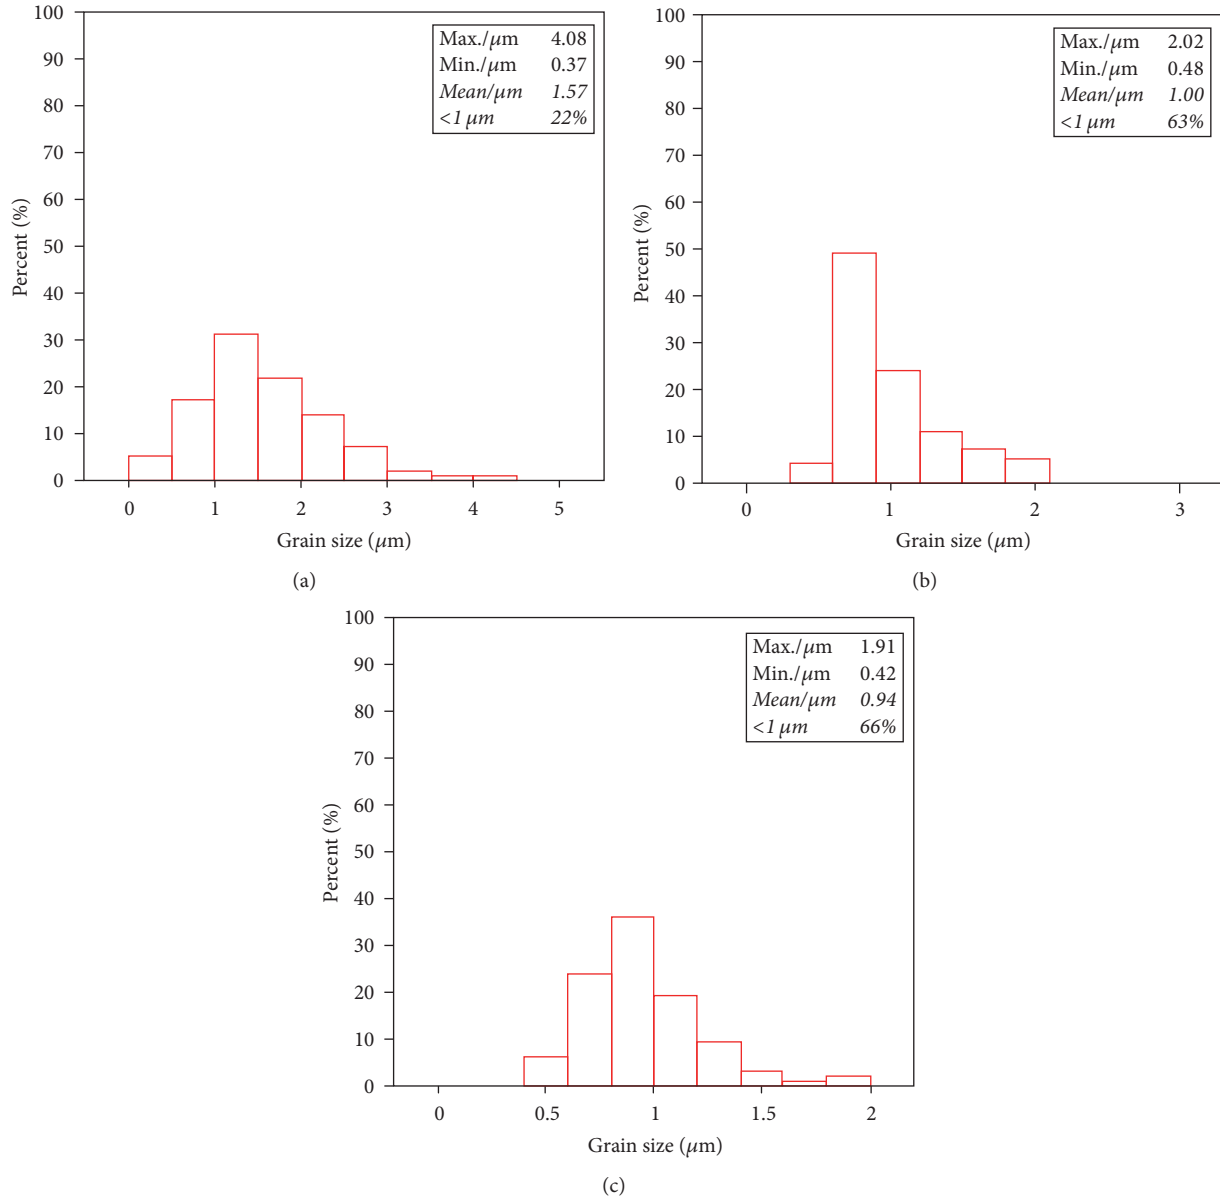 100
90
80
70
60
50
40
30
20
10
0
Percent (%)
Max./μm 4.08
Min./μm 0.37
Mean/μm 1.57
<1 μm 22%
0 1 2 3 4 5
Grain size (μm)
(a)
100
90
80
70
60
50
40
30
20
10
0
Percent (%)
Max./μm 2.02
Min./μm 0.48
Mean/μm 1.00
<1 μm 63%
0 1 2 3
Grain size (μm)
(b)
100
90
80
70
60
50
40
30
20
10
0
Percent (%)
Max./μm 1.91
Min./μm 0.42
Mean/μm 0.94
<1 μm 66%
0 0.5 1 1.5 2
Grain size (μm)
(c)